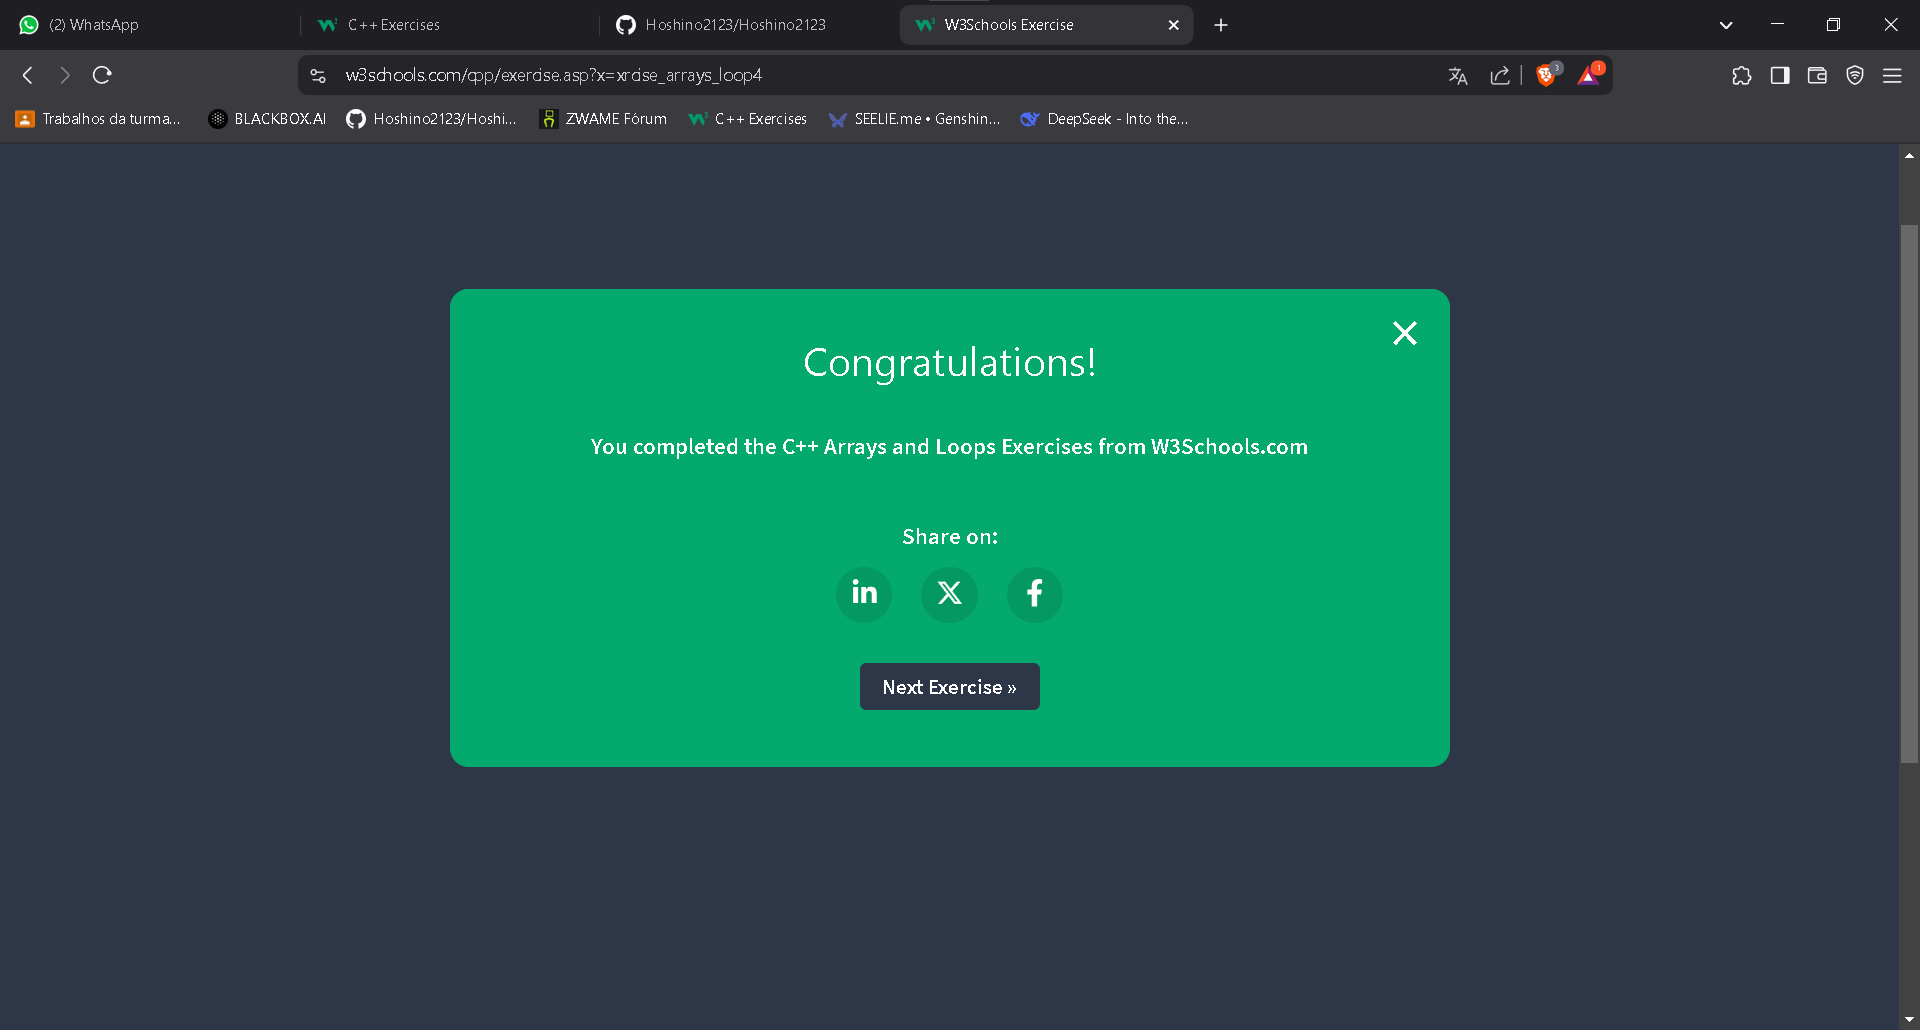 (2) WhatsApp
C++ Exercises
Hoshino2123/Hoshino2123
W3Schools Exercise
w3schools.com/cpp/exercise.asp?x=xrcise_arrays_loop4
3
1
Trabalhos da turma...
BLACKBOX.AI
Hoshino2123/Hoshi...
ZWAME Fórum
C++ Exercises
SEELIE.me • Genshin...
DeepSeek - Into the...
Congratulations!
You completed the C++ Arrays and Loops Exercises from W3Schools.com
Share on:
Next Exercise »